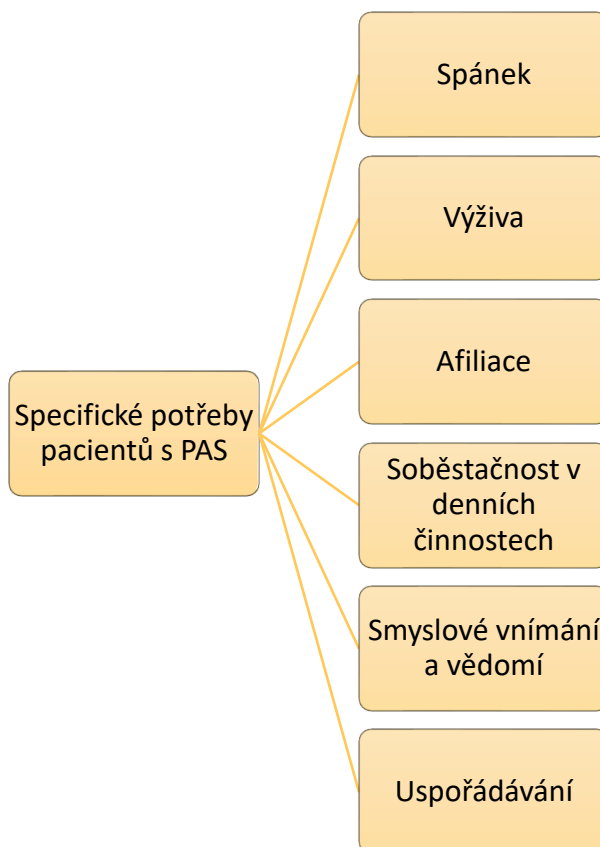 Spánek
Výživa
Afiliace
Specifické potřeby
pacientů s PAS
Soběstačnost v
denních
činnostech
Smyslové vnímání
a vědomí
Uspořádávání